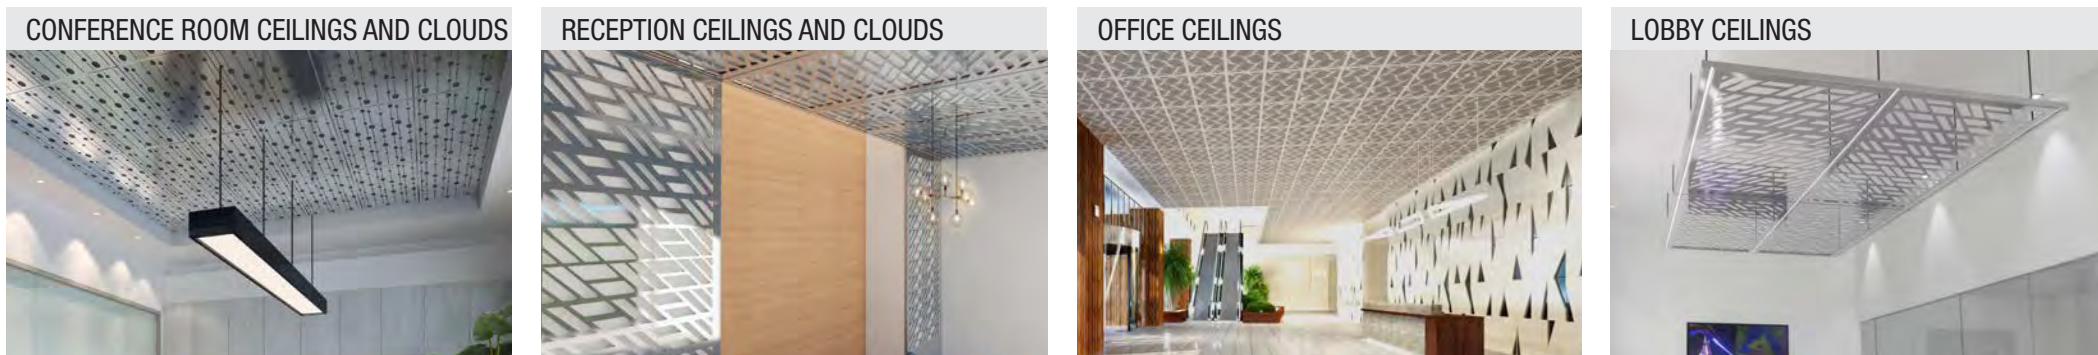 CONFERENCE ROOM CEILINGS AND CLOUDS
RECEPTION CEILINGS AND CLOUDS
OFFICE CEILINGS
LOBBY CEILINGS